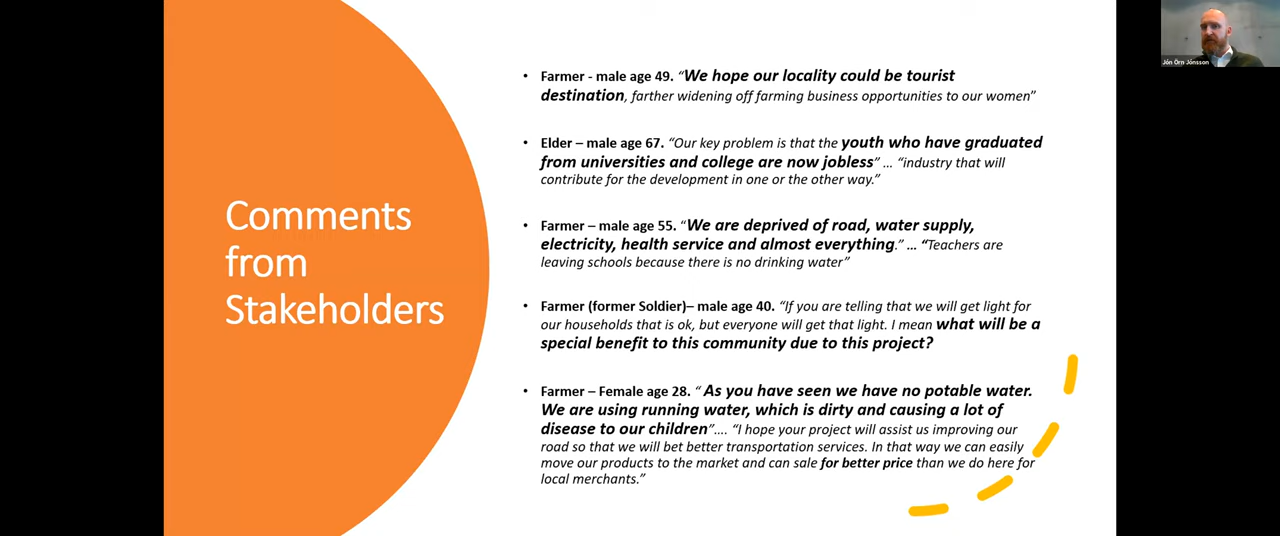 Comments
from
Stakeholders
• Farmer - male age 49. “We hope our locality could be tourist
destination, farther widening off farming business opportunities to our women”
• Elder – male age 67. “Our key problem is that the youth who have graduated
from universities and college are now jobless” … “industry that will
contribute for the development in one or the other way.”
• Farmer – male age 55. “We are deprived of road, water supply,
electricity, health service and almost everything.” … “Teachers are
leaving schools because there is no drinking water”
• Farmer (former Soldier)– male age 40. “If you are telling that we will get light for
our households that is ok, but everyone will get that light. I mean what will be a
special benefit to this community due to this project?
• Farmer – Female age 28. “ As you have seen we have no potable water.
We are using running water, which is dirty and causing a lot of
disease to our children”…. “I hope your project will assist us improving our
road so that we will bet better transportation services. In that way we can easily
move our products to the market and can sale for better price than we do here for
local merchants.”
Jón Örn Jónsson